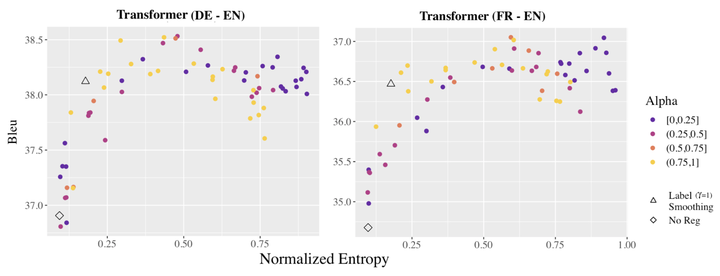 Transformer (DE - EN)
Transformer (FR - EN)
38.5
38.0
37.5
37.0
Bleu
0.25
0.50
0.75
37.0
36.5
36.0
35.5
35.0
0.25
0.50
0.75
1.00
Normalized Entropy
Alpha
[0,0.25]
(0.25,0.5]
(0.5,0.75]
(0.75,1]
Label (γ=1)
Smoothing
No Reg